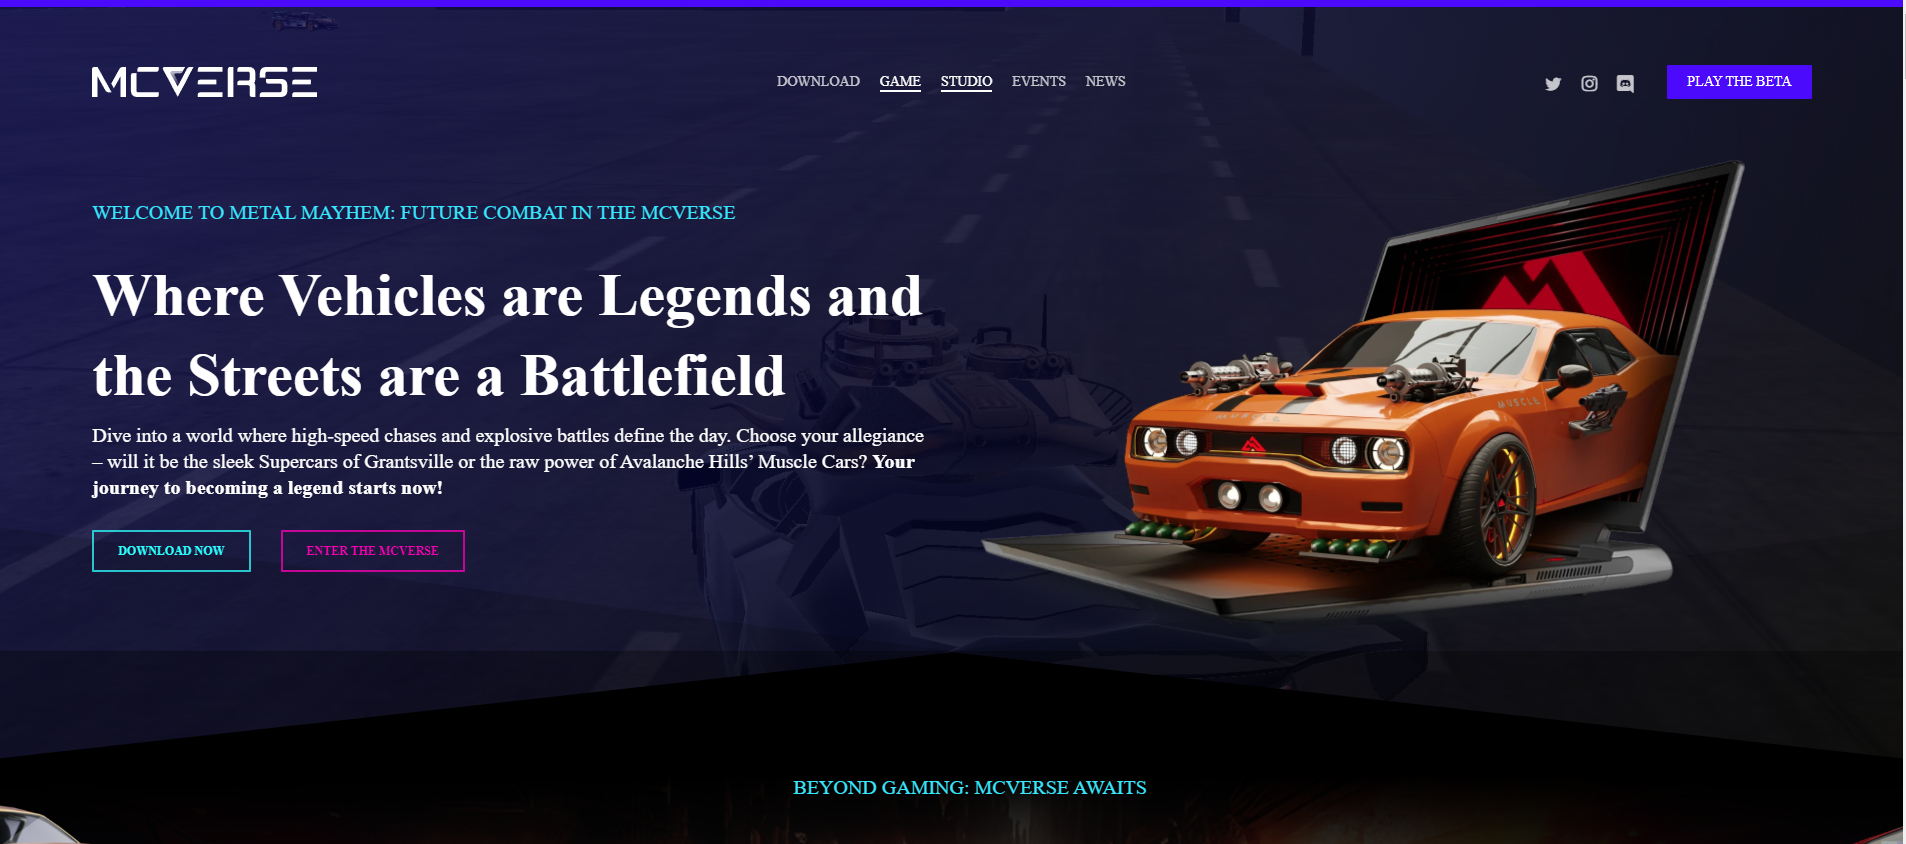 MCVERSE
DOWNLOAD GAME STUDIO EVENTS NEWS
PLAY THE BETA
WELCOME TO METAL MAYHEM: FUTURE COMBAT IN THE MCVERSE
Where Vehicles are Legends and
the Streets are a Battlefield
Dive into a world where high-speed chases and explosive battles define the day. Choose your allegiance
– will it be the sleek Supercars of Grantsville or the raw power of Avalanche Hills’ Muscle Cars? Your
journey to becoming a legend starts now!
DOWNLOAD NOW ENTER THE MCVERSE
MUSCLE
MUSCLE
BEYOND GAMING: MCVERSE AWAITS